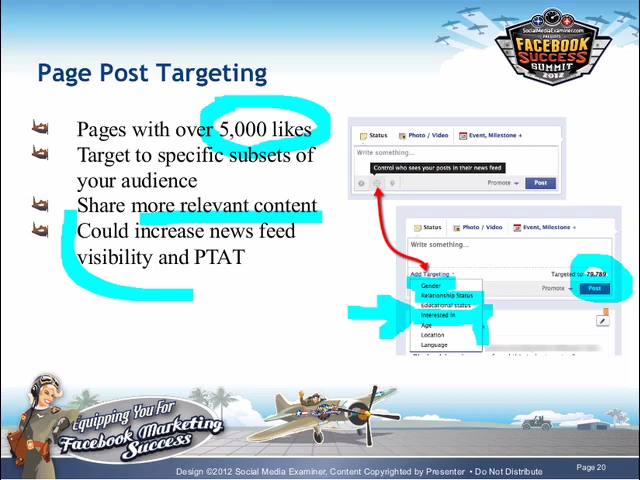 SocialMediaExaminer.com
PRESENTS
FACEBOOK
SUCCESS
SUMMIT
2012
Page Post Targeting
Pages with over 5,000 likes
Target to specific subsets of
your audience
Share more relevant content
Could increase news feed
visibility and PTAT
Status Photo / Video Event, Milestone +
Write something...
Control who sees your posts in their news feed
Promote Post
Status Photo / Video Event, Milestone +
Write something...
Add Targeting Targeted to: 79,789
Promote Post
Gender
Relationship Status
Educational status
Interested in
Age
Location
Language
Equipping You For
Facebook Marketing
Success
Design ©2012 Social Media Examiner, Content Copyrighted by Presenter • Do Not Distribute
Page 20